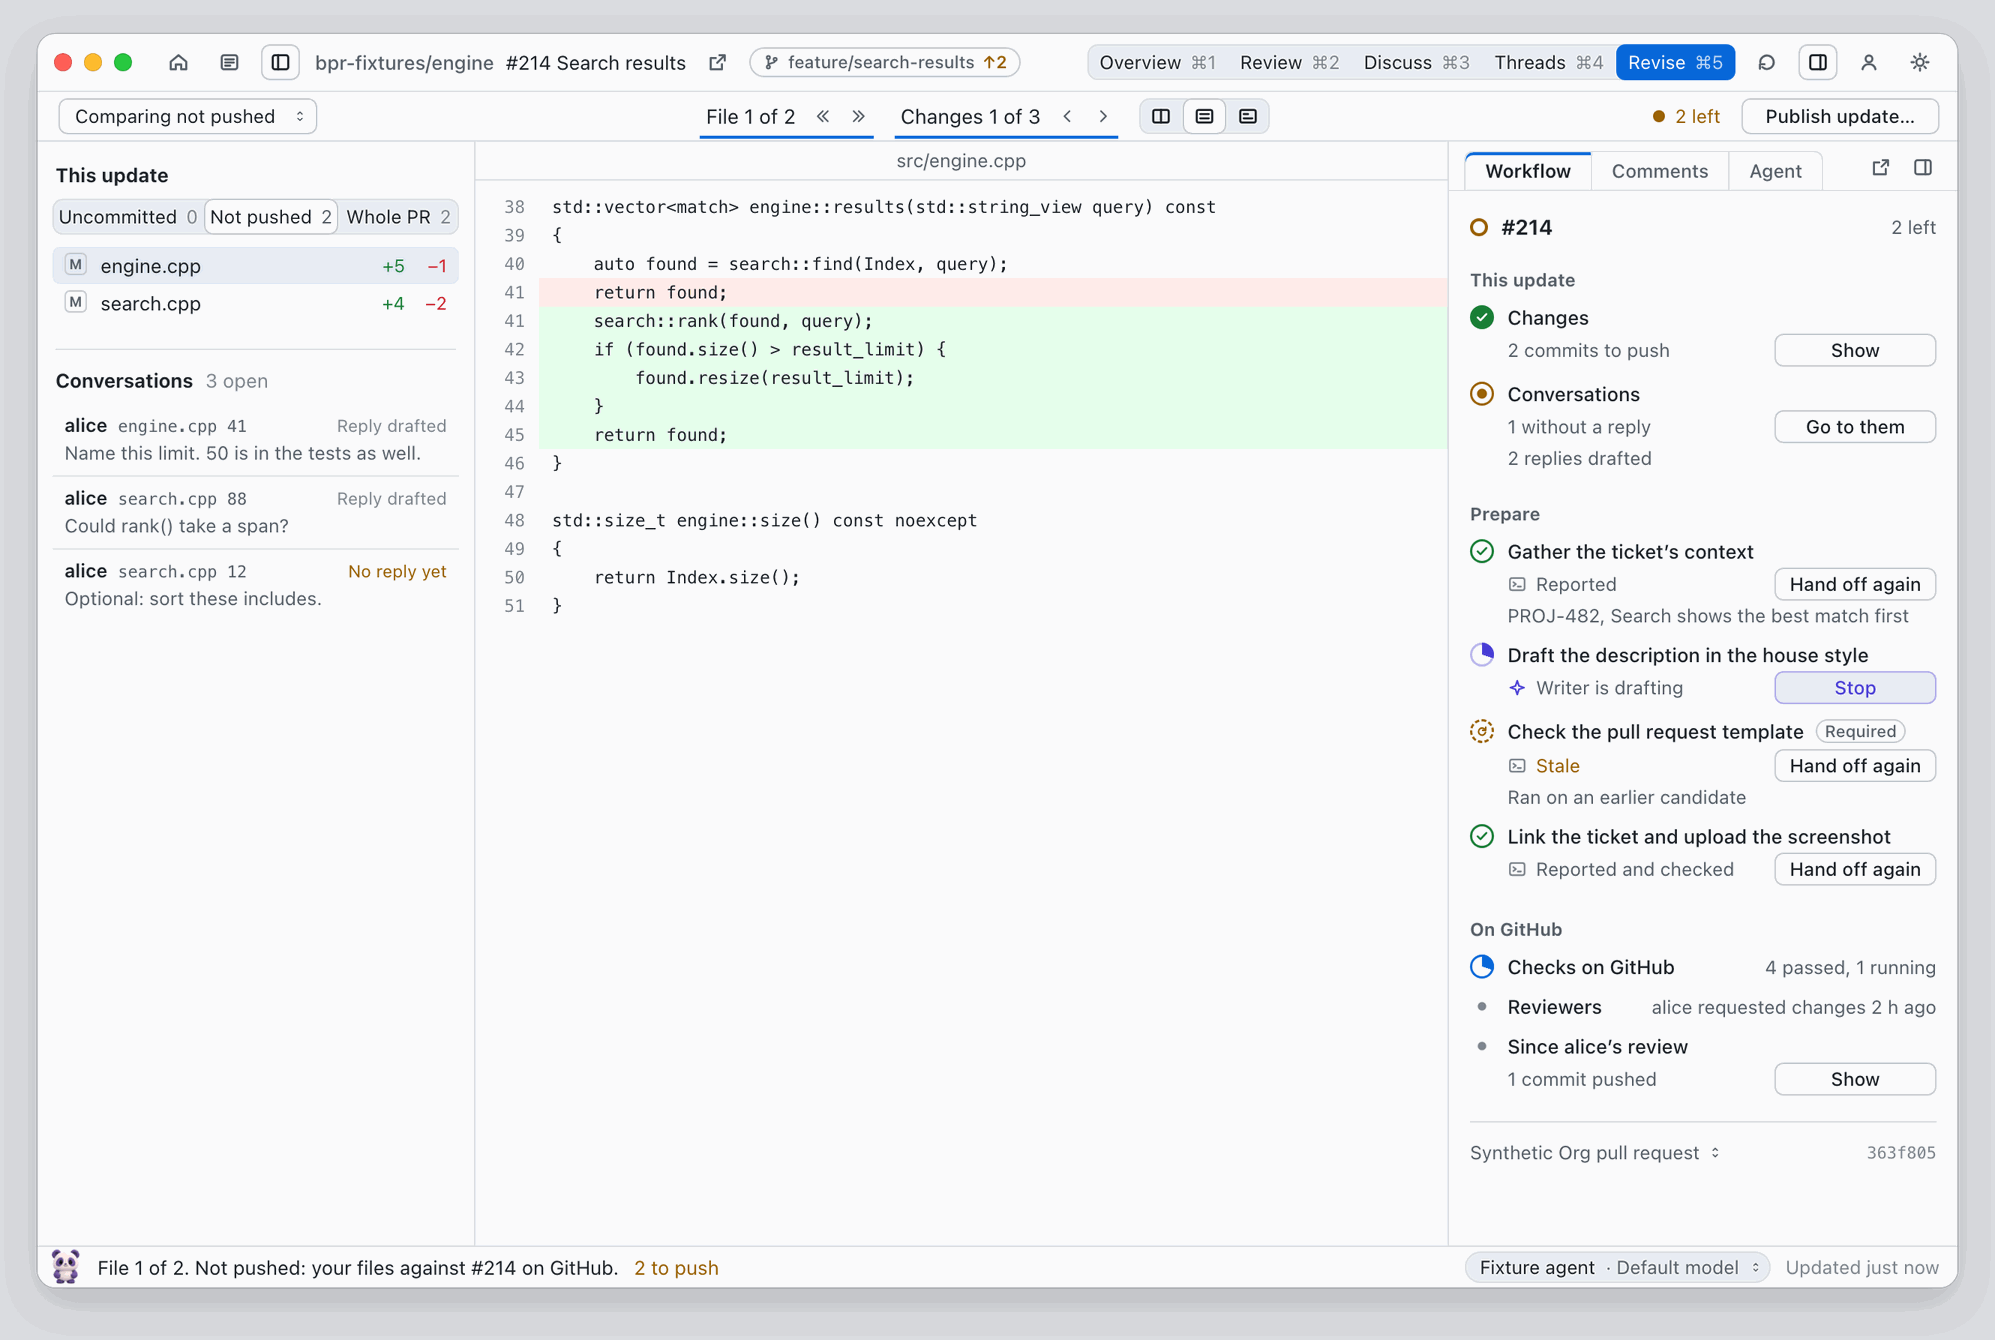 bpr-fixtures/engine #214 Search results
feature/search-results ↑2
Overview ⌘1 Review ⌘2 Discuss ⌘3 Threads ⌘4 Revise ⌘5
Comparing not pushed
File 1 of 2
Changes 1 of 3
2 left
Publish update...
This update
Uncommitted 0 Not pushed 2 Whole PR 2
M engine.cpp +5 −1
M search.cpp +4 −2
Conversations 3 open
alice engine.cpp 41 Reply drafted
Name this limit. 50 is in the tests as well.
alice search.cpp 88 Reply drafted
Could rank() take a span?
alice search.cpp 12 No reply yet
Optional: sort these includes.
src/engine.cpp
38 std::vector<match> engine::results(std::string_view query) const
39 {
40     auto found = search::find(Index, query);
41     return found;
41     search::rank(found, query);
42     if (found.size() > result_limit) {
43         found.resize(result_limit);
44     }
45     return found;
46 }
47
48 std::size_t engine::size() const noexcept
49 {
50     return Index.size();
51 }
Workflow Comments Agent
#214 2 left
This update
Changes
2 commits to push Show
Conversations
1 without a reply Go to them
2 replies drafted
Prepare
Gather the ticket’s context
Reported Hand off again
PROJ-482, Search shows the best match first
Draft the description in the house style
Writer is drafting Stop
Check the pull request template Required
Stale Hand off again
Ran on an earlier candidate
Link the ticket and upload the screenshot
Reported and checked Hand off again
On GitHub
Checks on GitHub 4 passed, 1 running
Reviewers alice requested changes 2 h ago
Since alice’s review
1 commit pushed Show
Synthetic Org pull request 363f805
File 1 of 2. Not pushed: your files against #214 on GitHub. 2 to push
Fixture agent · Default model Updated just now